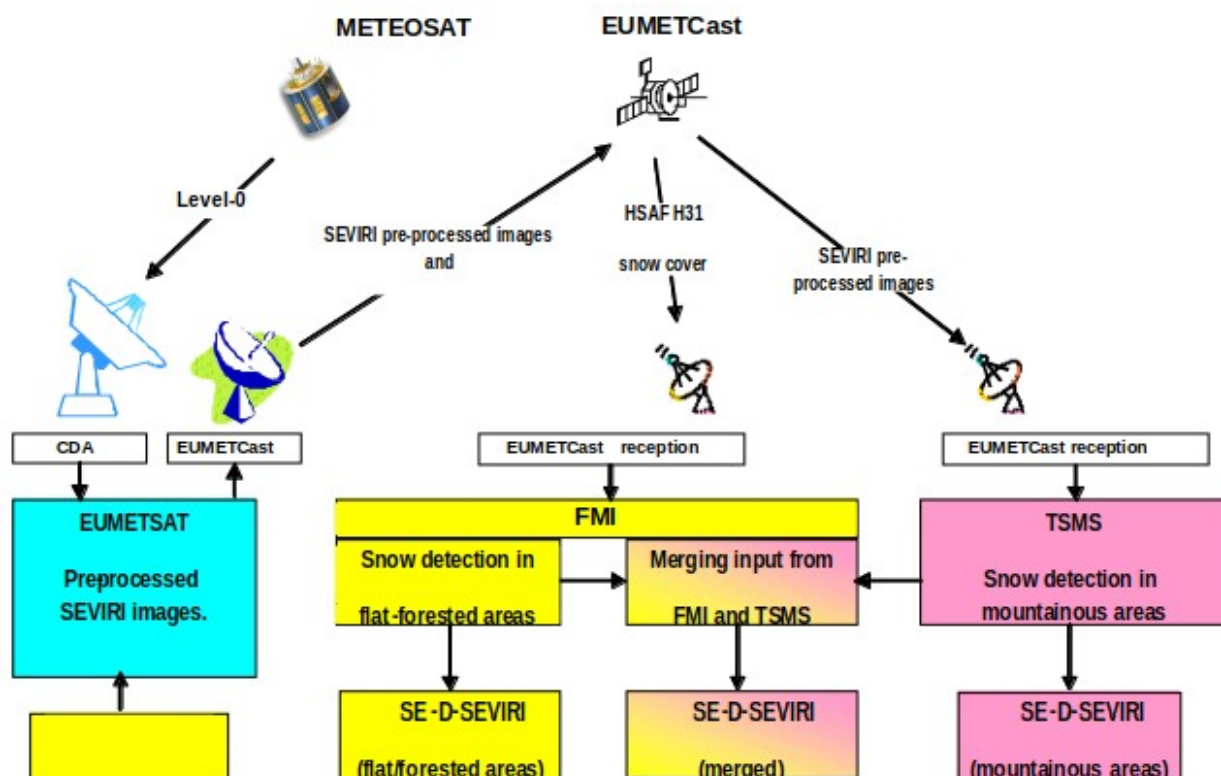 METEOSAT
EUMETCast
Level-0
SEVIRI pre-processed images
and
HSAF H31
snow cover
SEVIRI pre-
processed images
CDA
EUMETCast
EUMETCast reception
EUMETCast reception
EUMETSAT
Preprocessed
SEVIRI images.
FMI
Snow detection in
flat-forested areas
Merging input from
FMI and TSMS
TSMS
Snow detection in
mountainous areas
SE-D-SEVIRI
(flat/forested areas)
SE-D-SEVIRI
(merged)
SE-D-SEVIRI
(mountainous areas)